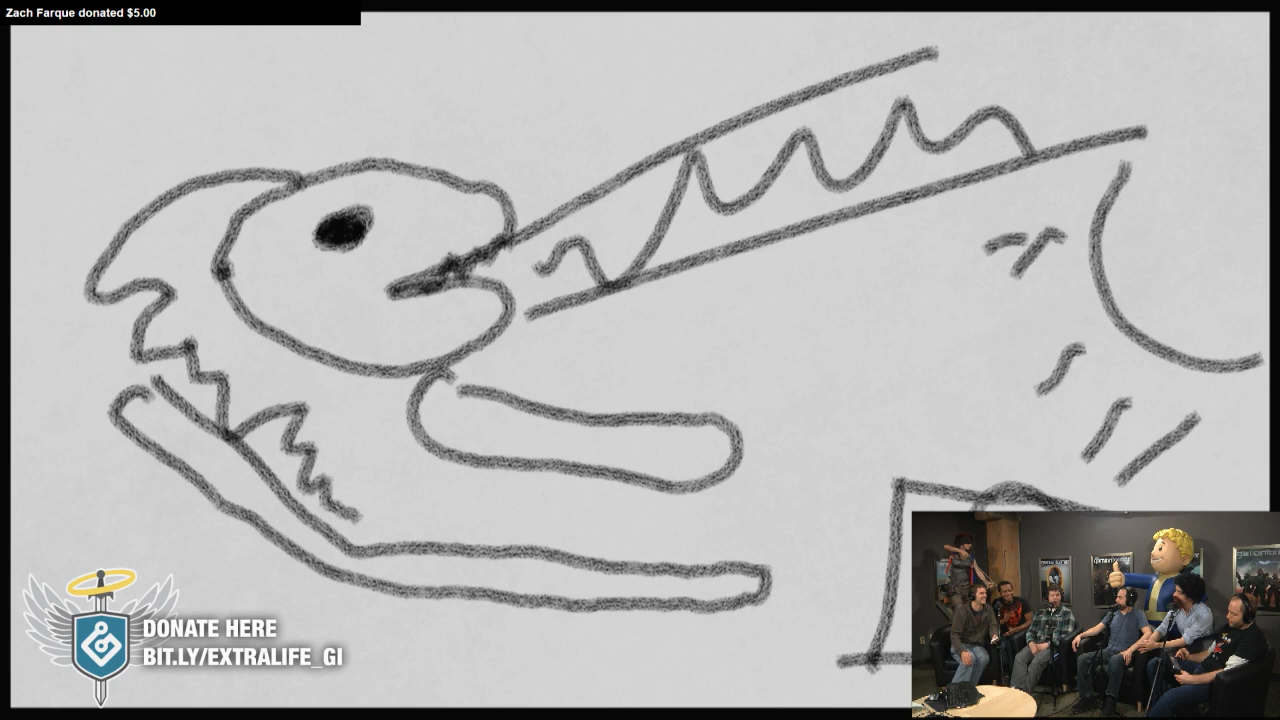 Zach Farque donated $5.00
DONATE HERE
BIT.LY/EXTRALIFE_GI